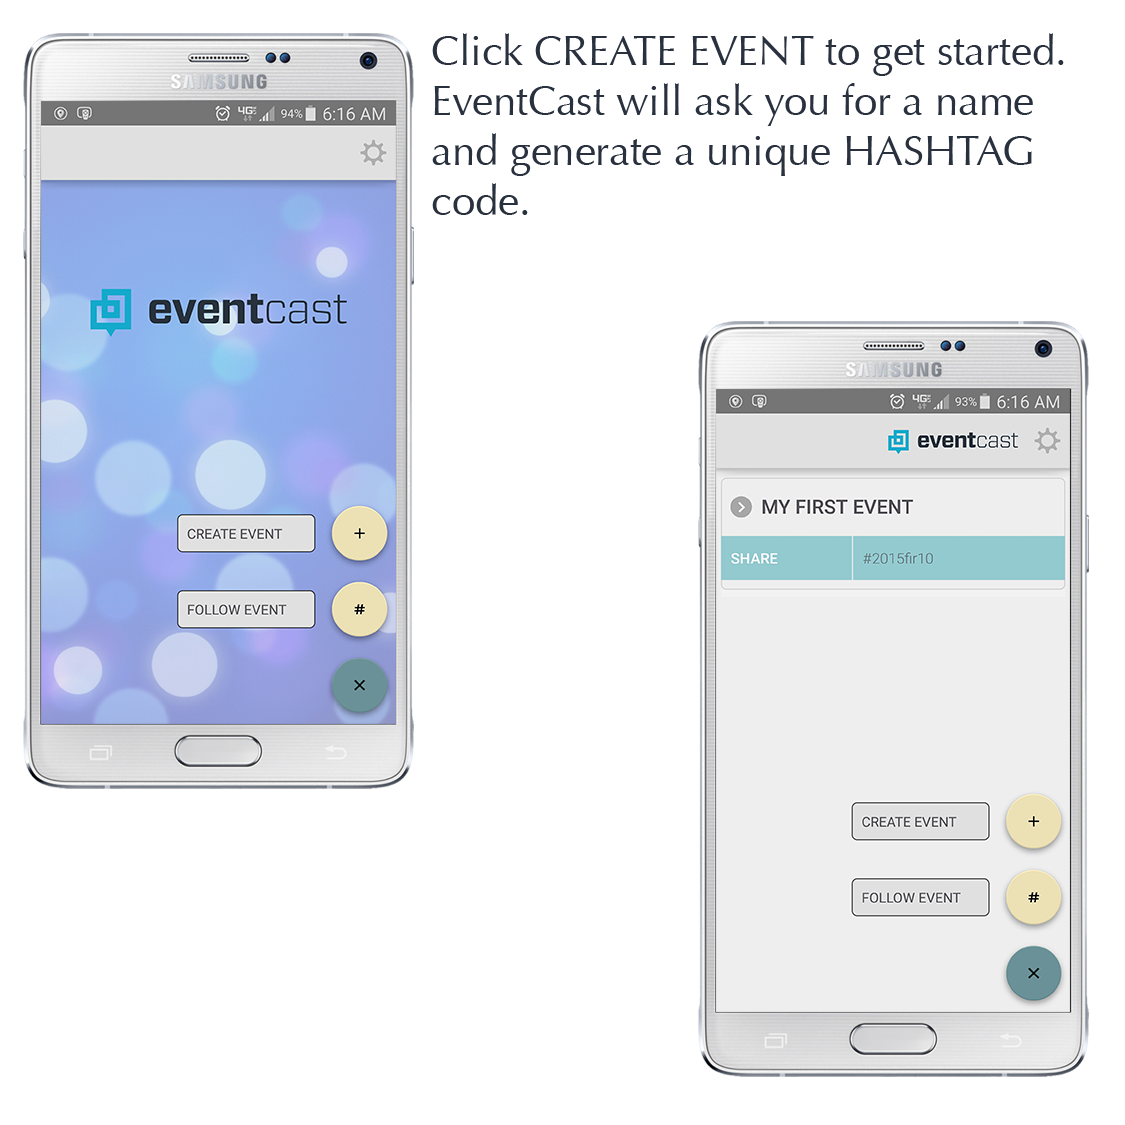 Click CREATE EVENT to get started.
EventCast will ask you for a name
and generate a unique HASHTAG
code.
SAMSUNG
4G 94% 6:16 AM
eventcast
CREATE EVENT +
FOLLOW EVENT #
×
SAMSUNG
4G 93% 6:16 AM
eventcast
MY FIRST EVENT
SHARE #2015fir10
CREATE EVENT +
FOLLOW EVENT #
×